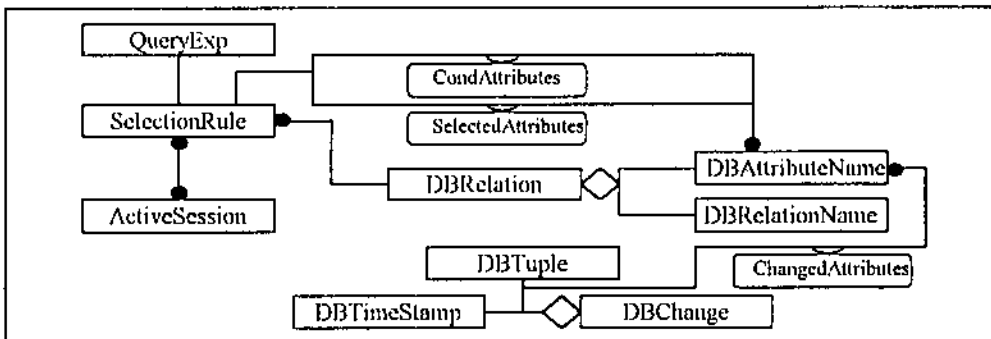 QueryExp
CondAttributes
SelectionRule
SelectedAttributes
DBRelation
DBAttributeName
ActiveSession
DBRelationName
DBTuple
ChangedAttributes
DBTimeStamp
DBChange